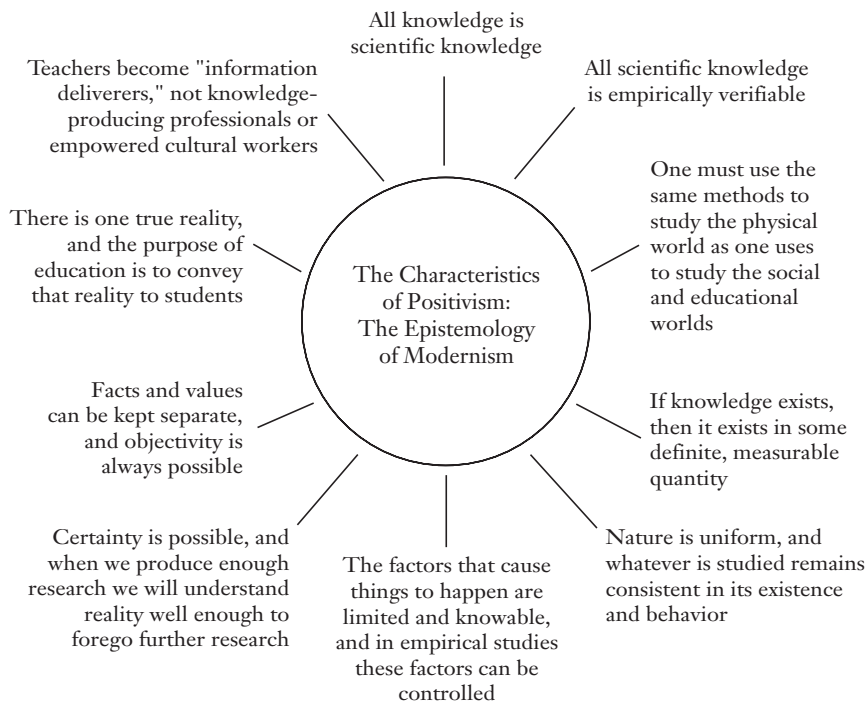 All knowledge is
scientific knowledge
All scientific knowledge
is empirically verifiable
One must use the
same methods to
study the physical
world as one uses
to study the social
and educational
worlds
If knowledge exists,
then it exists in some
definite, measurable
quantity
Nature is uniform, and
whatever is studied remains
consistent in its existence
and behavior
The factors that cause
things to happen are
limited and knowable,
and in empirical studies
these factors can be
controlled
Certainty is possible, and
when we produce enough
research we will understand
reality well enough to
forego further research
Facts and values
can be kept separate,
and objectivity is
always possible
There is one true reality,
and the purpose of
education is to convey
that reality to students
Teachers become "information
deliverers," not knowledge-
producing professionals or
empowered cultural workers
The Characteristics
of Positivism:
The Epistemology
of Modernism